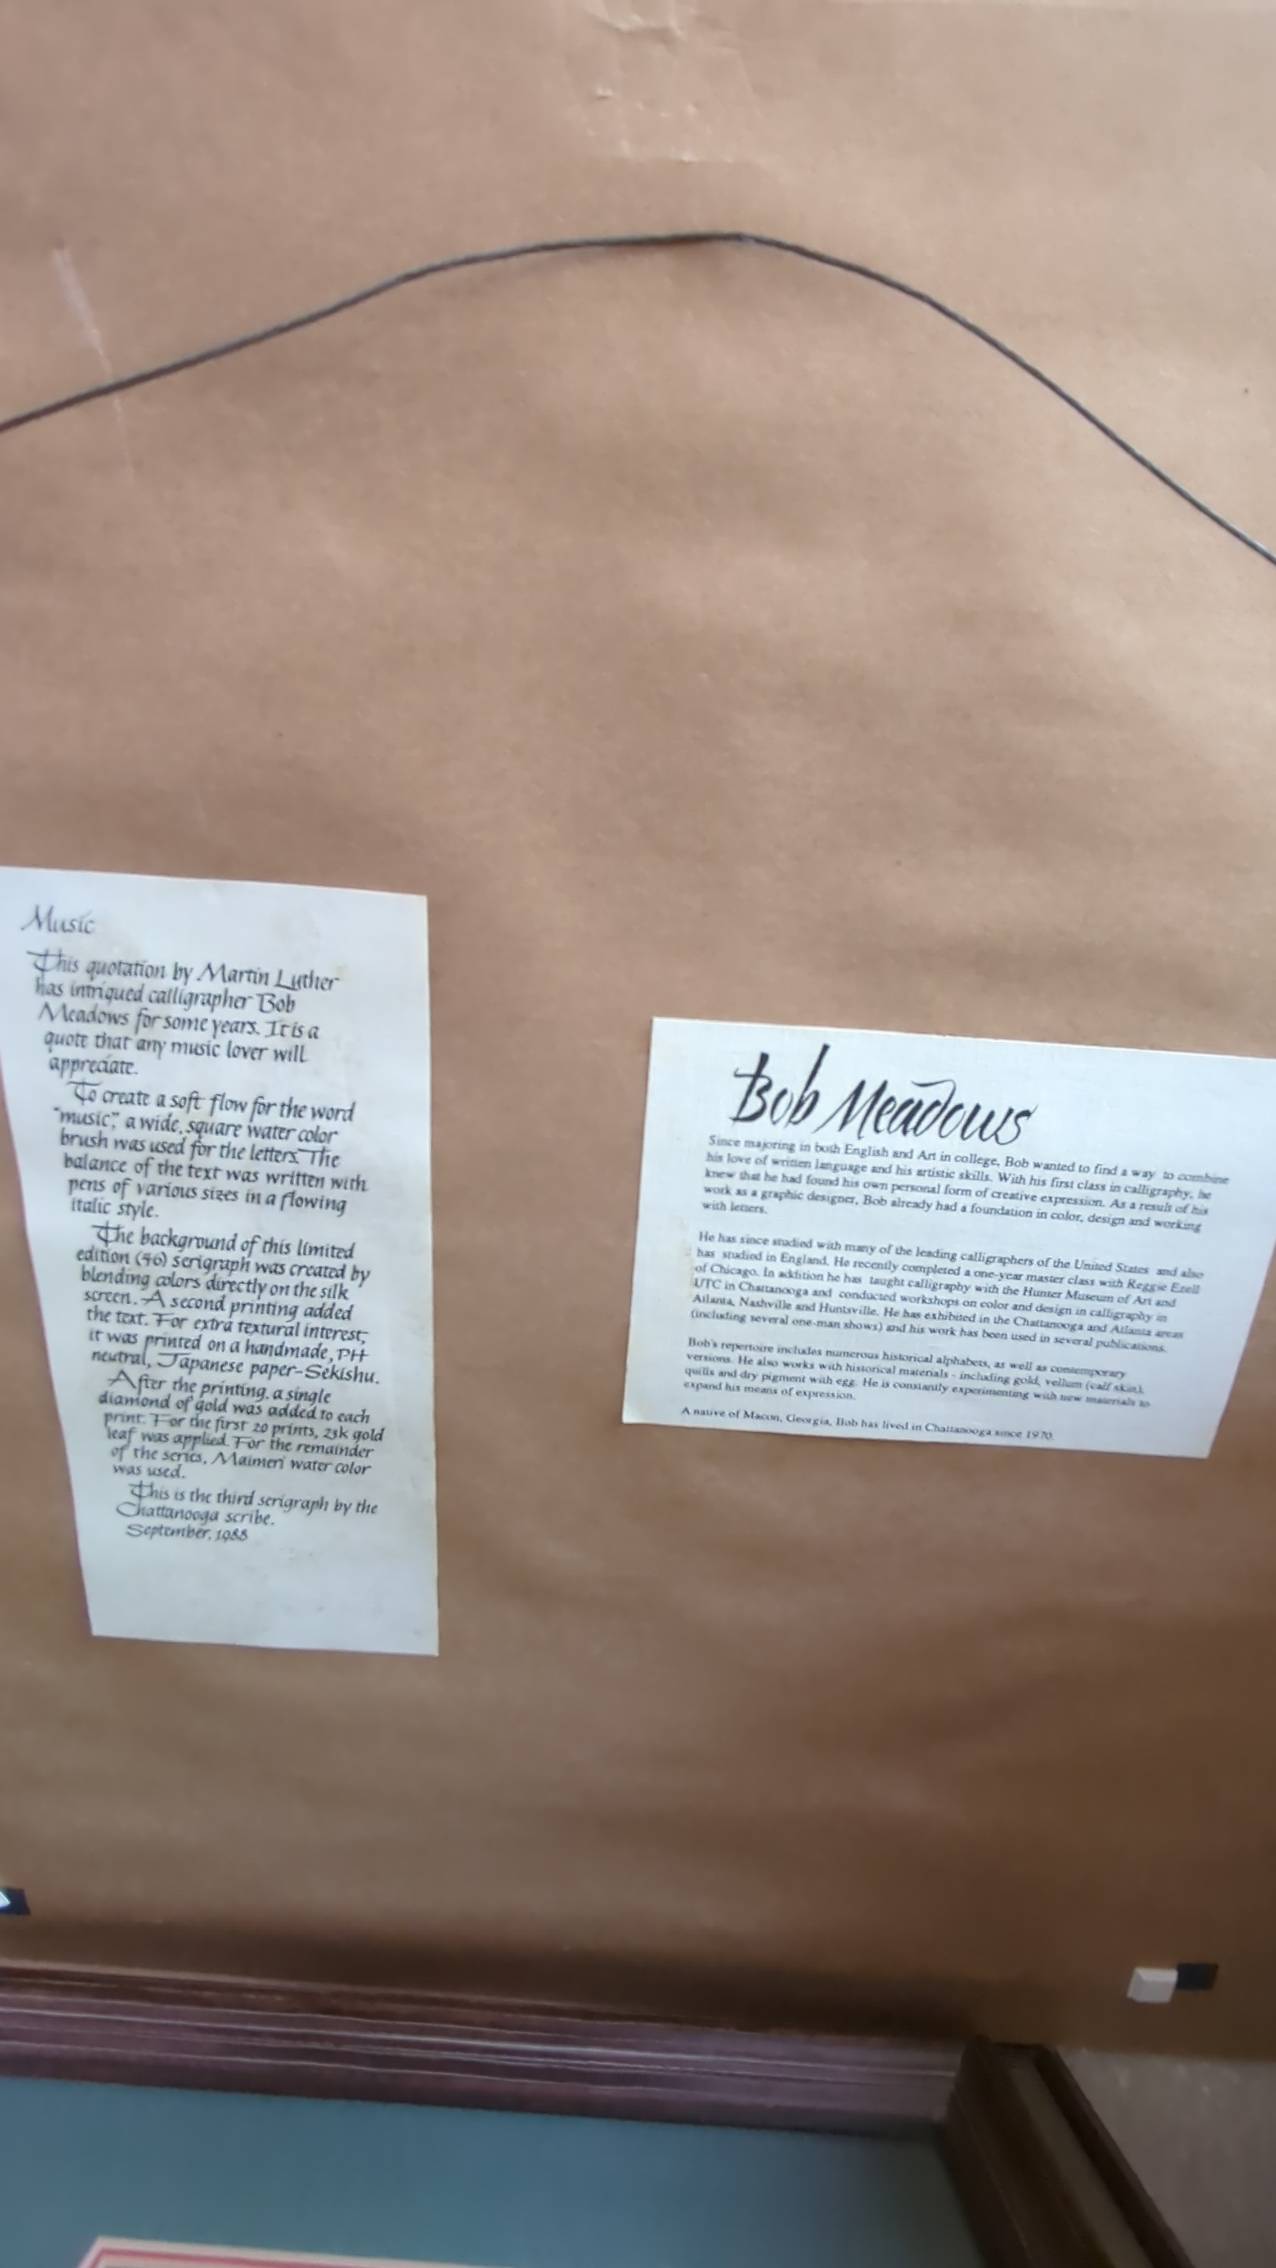 Music
This quotation by Martin Luther
has intrigued calligrapher Bob
Meadows for some years. It is a
quote that any music lover will
appreciate.
To create a soft flow for the word
"music", a wide, square water color
brush was used for the letters. The
balance of the text was written with
pens of various sizes in a flowing
italic style.
The background of this limited
edition (46) serigraph was created by
blending colors directly on the silk
screen. A second printing added
the text. For extra textural interest,
it was printed on a handmade, PH
neutral, Japanese paper-Sekishu.
After the printing, a single
diamond of gold was added to each
print. For the first 20 prints, 23k gold
leaf was applied. For the remainder
of the series, Maimeri water color
was used.
This is the third serigraph by the
Chattanooga scribe.
September, 1988
Bob Meadows
Since majoring in both English and Art in college, Bob wanted to find a way to combine
his love of written language and his artistic skills. With his first class in calligraphy, he
knew that he had found his own personal form of creative expression. As a result of his
work as a graphic designer, Bob already had a foundation in color, design and working
with letters.
He has since studied with many of the leading calligraphers of the United States and also
has studied in England. He recently completed a one-year master class with Reggie Ezell
of Chicago. In addition he has taught calligraphy with the Hunter Museum of Art and
UTC in Chattanooga and conducted workshops on color and design in calligraphy in
Atlanta, Nashville and Huntsville. He has exhibited in the Chattanooga and Atlanta areas
(including several one-man shows) and his work has been used in several publications.
Bob's repertoire includes numerous historical alphabets, as well as contemporary
versions. He also works with historical materials - including gold, vellum (calf skin),
quills and dry pigment with egg. He is constantly experimenting with new materials to
expand his means of expression.
A native of Macon, Georgia, Bob has lived in Chattanooga since 1970.